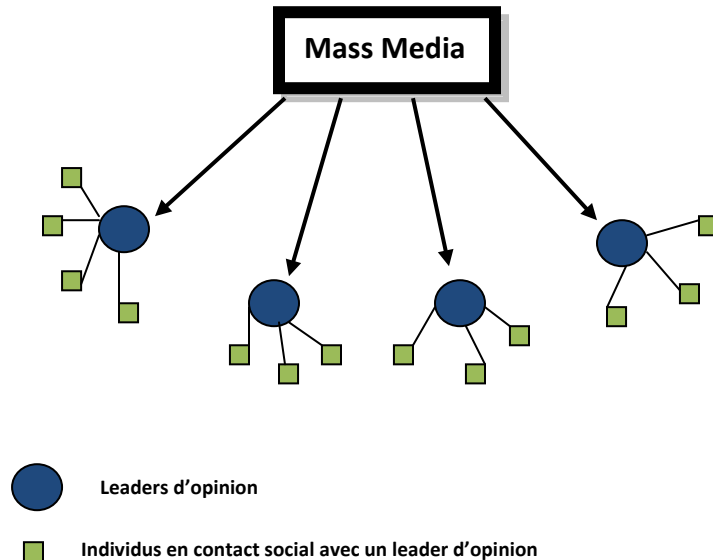 Mass Media
Leaders d’opinion
Individus en contact social avec un leader d’opinion